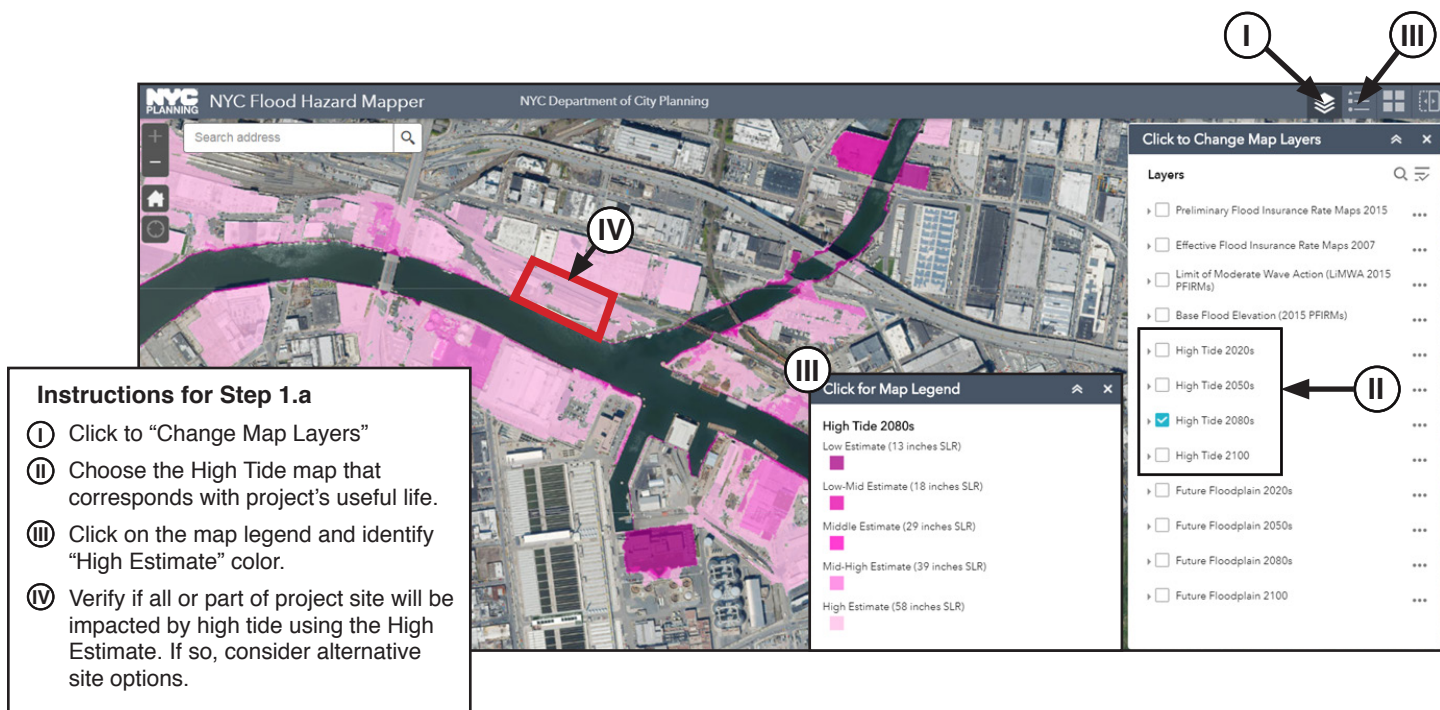 I
III
NYC
PLANNING
NYC Flood Hazard Mapper
NYC Department of City Planning
Search address
IV
Click to Change Map Layers
Layers
Preliminary Flood Insurance Rate Maps 2015
Effective Flood Insurance Rate Maps 2007
Limit of Moderate Wave Action (LiMWA 2015
PFIRMs)
Base Flood Elevation (2015 PFIRMs)
High Tide 2020s
High Tide 2050s
High Tide 2080s
High Tide 2100
II
Future Floodplain 2020s
Future Floodplain 2050s
Future Floodplain 2080s
Future Floodplain 2100
III
Click for Map Legend
High Tide 2080s
Low Estimate (13 inches SLR)
Low-Mid Estimate (18 inches SLR)
Middle Estimate (29 inches SLR)
Mid-High Estimate (39 inches SLR)
High Estimate (58 inches SLR)
Instructions for Step 1.a
I Click to “Change Map Layers”
II Choose the High Tide map that
corresponds with project’s useful life.
III Click on the map legend and identify
“High Estimate” color.
IV Verify if all or part of project site will be
impacted by high tide using the High
Estimate. If so, consider alternative
site options.